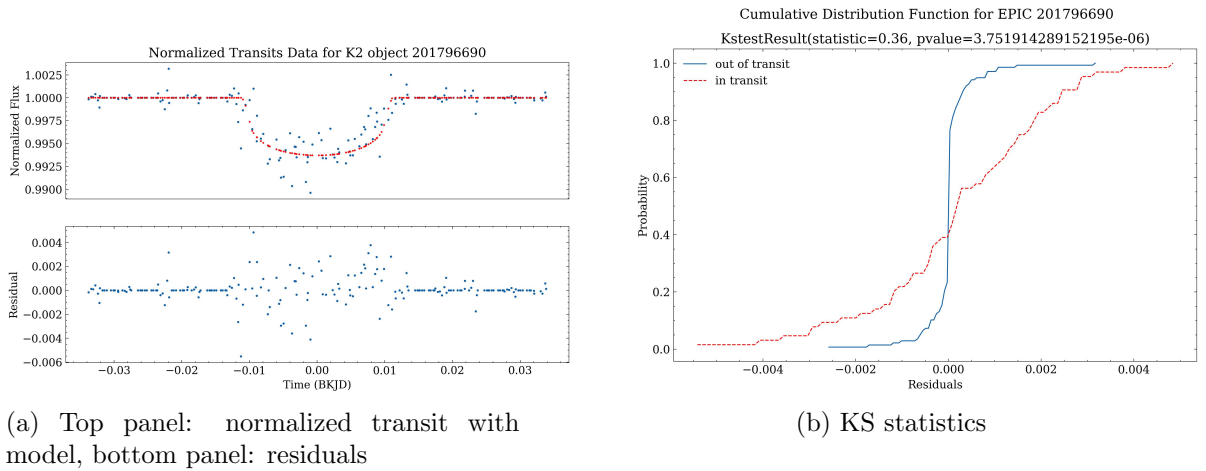 Normalized Transits Data for K2 object 201796690
1.0025
1.0000
0.9975
0.9950
0.9925
0.9900
Normalized Flux
0.004
0.002
0.000
−0.002
−0.004
−0.006
Residual
−0.03 −0.02 −0.01 0.00 0.01 0.02 0.03
Time (BKJD)
(a) Top panel: normalized transit with
model, bottom panel: residuals
Cumulative Distribution Function for EPIC 201796690
KstestResult(statistic=0.36, pvalue=3.751914289152195e-06)
out of transit
in transit
1.0
0.8
0.6
0.4
0.2
0.0
Probability
−0.004 −0.002 0.000 0.002 0.004
Residuals
(b) KS statistics